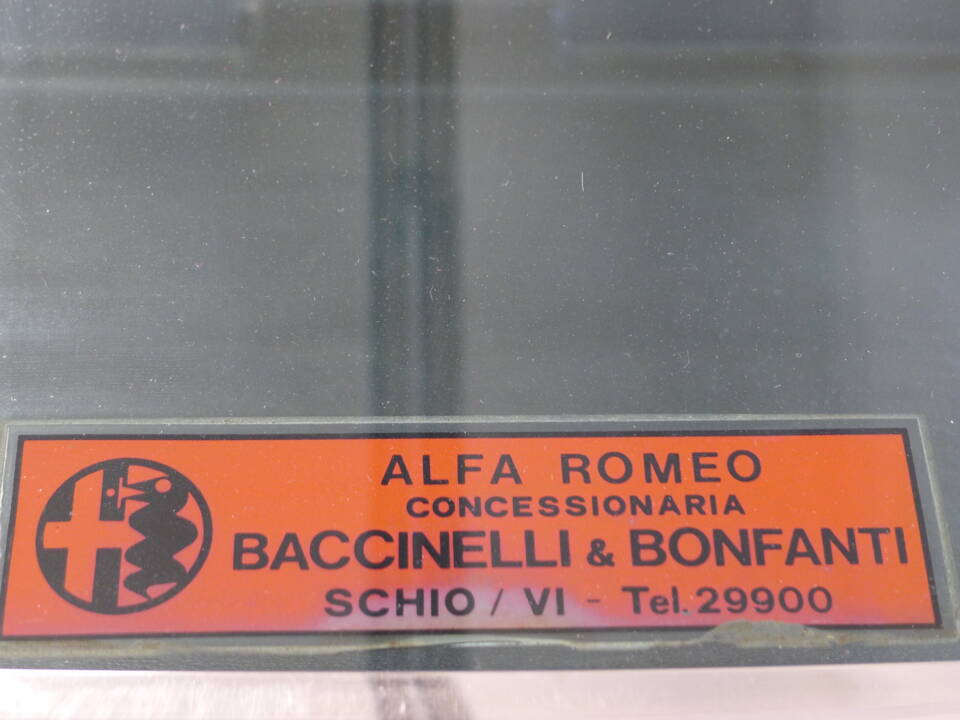 ALFA ROMEO
CONCESSIONARIA
BACCINELLI & BONFANTI
SCHIO / VI - Tel. 29900